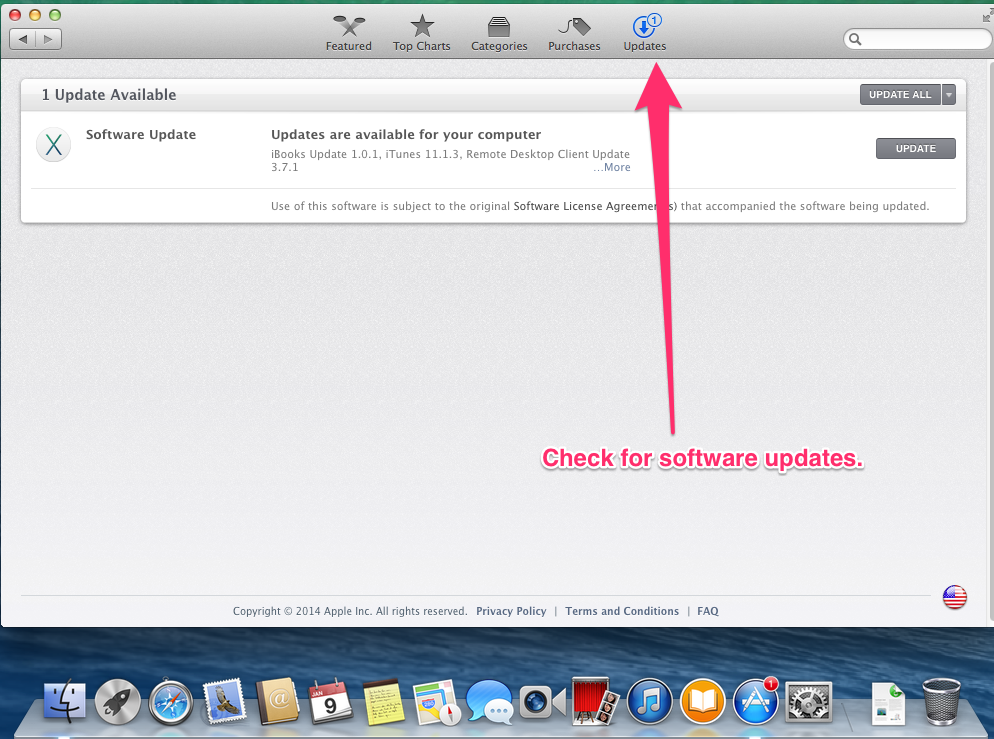 1
Featured Top Charts Categories Purchases Updates
1 Update Available
UPDATE ALL
Software Update
Updates are available for your computer
iBooks Update 1.0.1, iTunes 11.1.3, Remote Desktop Client Update
3.7.1
...More
UPDATE
X
Use of this software is subject to the original Software License Agreement(s) that accompanied the software being updated.
Check for software updates.
Copyright © 2014 Apple Inc. All rights reserved. Privacy Policy | Terms and Conditions | FAQ
@
JAN
9
1